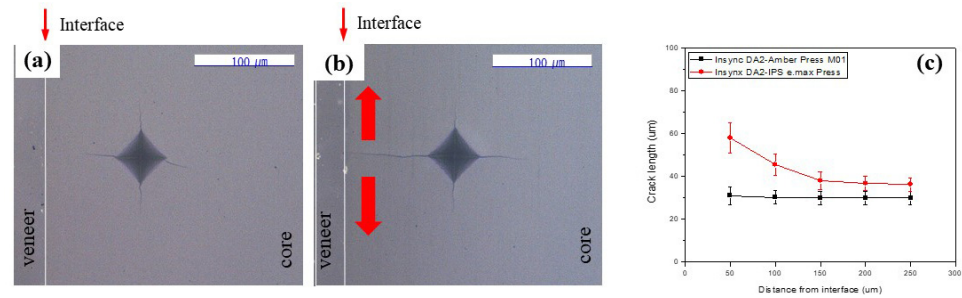 Interface
Interface
(a)
100 μm
veneer
core
(b)
100 μm
veneer
core
(c)
Insync DA2-Amber Press M01
Insynx DA2-IPS e.max Press
Crack length (um)
100
80
60
40
20
0
0
50
100
150
200
250
300
Distance from interface (um)